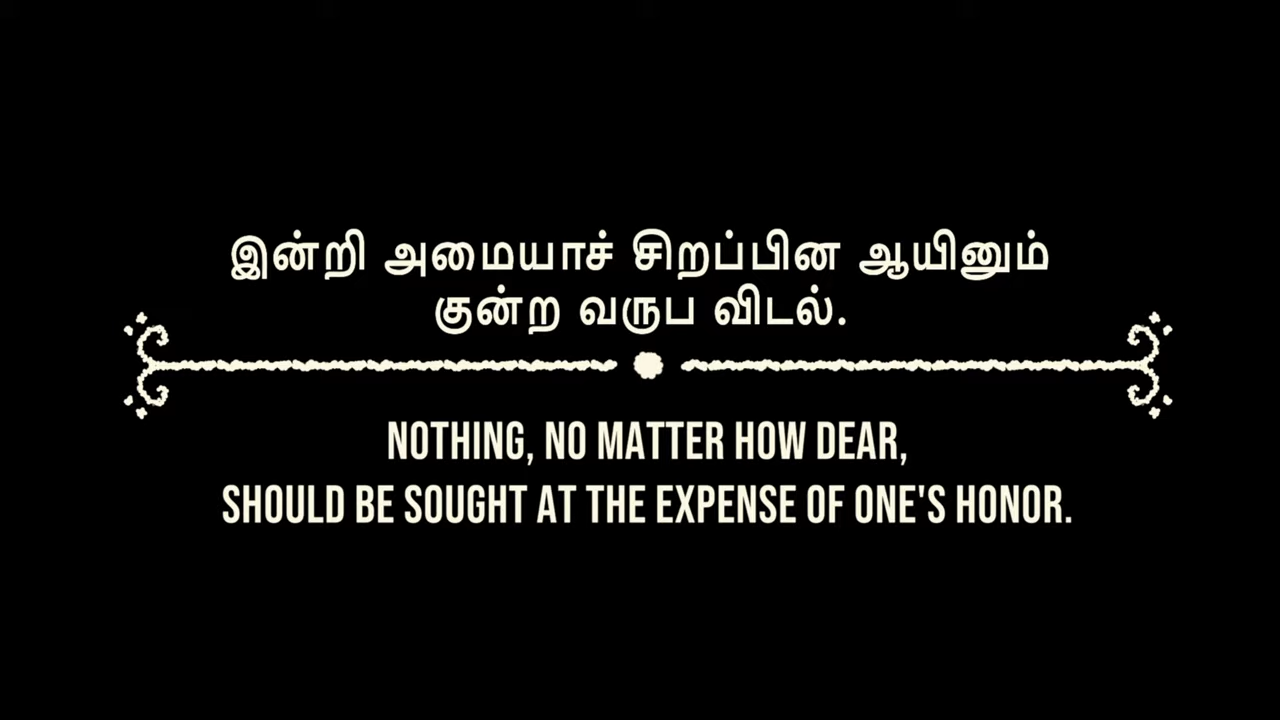 இன்றி அமையாச் சிறப்பின ஆயினும்
குன்ற வருப விடல்.
NOTHING, NO MATTER HOW DEAR,
SHOULD BE SOUGHT AT THE EXPENSE OF ONE'S HONOR.